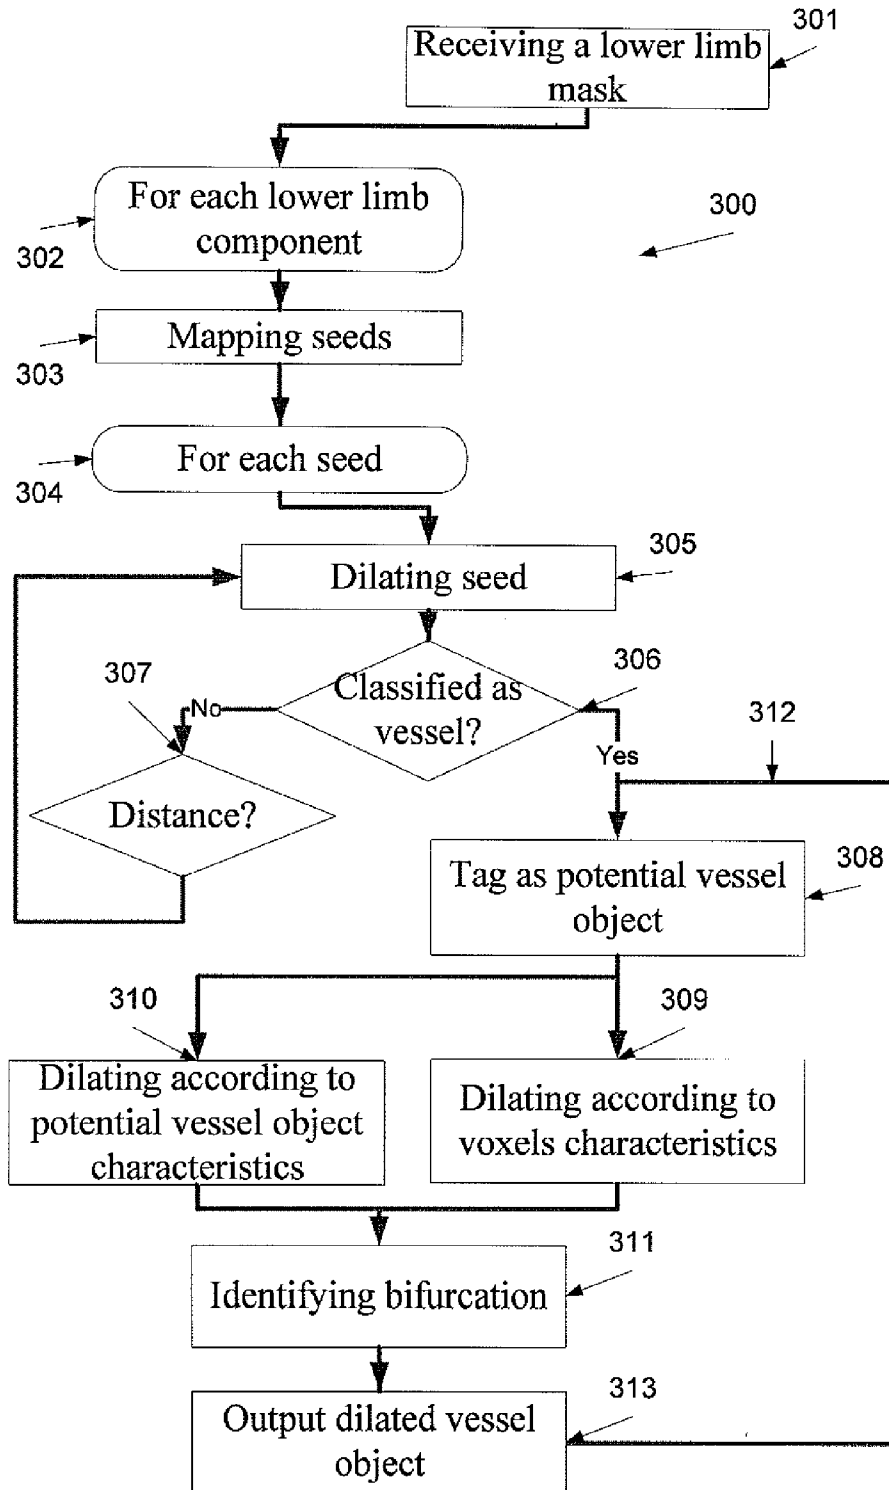 301
Receiving a lower limb
mask
For each lower limb
component
300
302
Mapping seeds
303
For each seed
304
305
Dilating seed
307
306
No
Classified as
vessel?
312
Yes
Distance?
308
Tag as potential vessel
object
310
309
Dilating according to
potential vessel object
characteristics
Dilating according to
voxels characteristics
311
Identifying bifurcation
313
Output dilated vessel
object